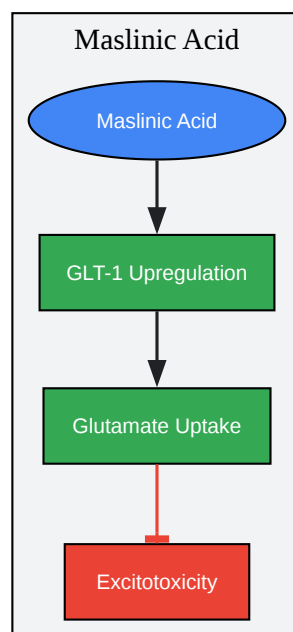 Maslinic Acid
Maslinic Acid
GLT-1 Upregulation
Glutamate Uptake
Excitotoxicity